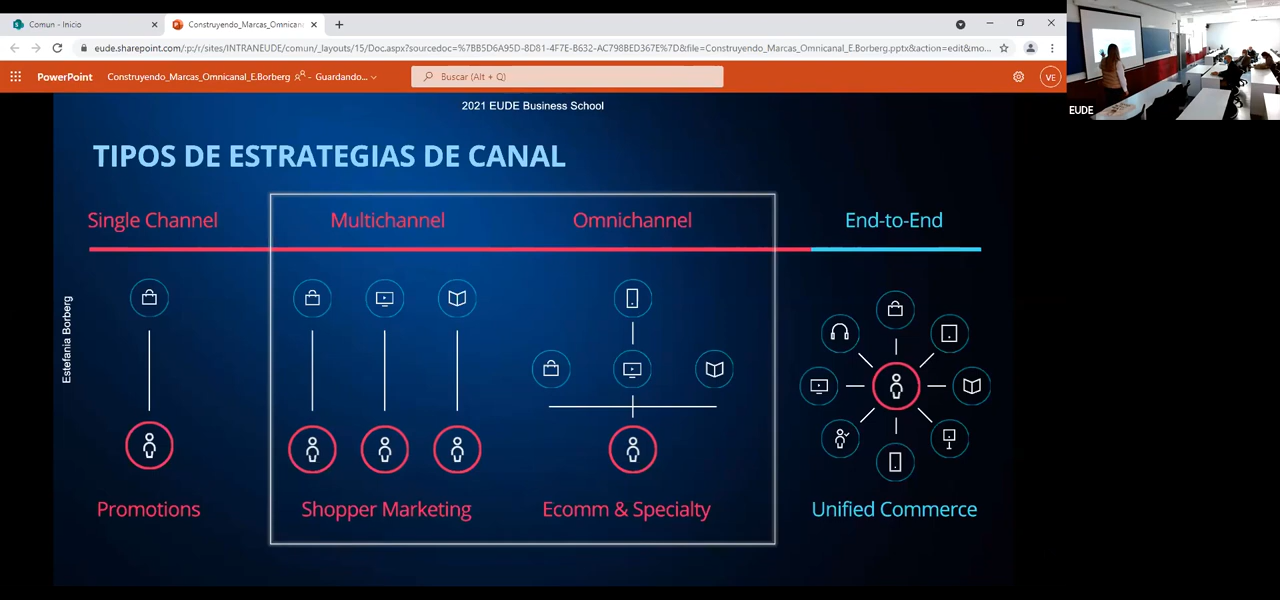 Comun - Inicio
Construyendo_Marcas_Omnicana
eude.sharepoint.com/:p:/r/sites/INTRANEUDE/comun/_layouts/15/Doc.aspx?sourcedoc=%7BB5D6A95D-8D81-4F7E-B632-AC798BED367E%7D&file=Construyendo_Marcas_Omnicanal_E.Borberg.pptx&action=edit&mo...
PowerPoint
Construyendo_Marcas_Omnicanal_E.Borberg
- Guardando...
Buscar (Alt + Q)
VE
EUDE
2021 EUDE Business School
TIPOS DE ESTRATEGIAS DE CANAL
Single Channel
Multichannel
Omnichannel
End-to-End
Estefania Borberg
Promotions
Shopper Marketing
Ecomm & Specialty
Unified Commerce